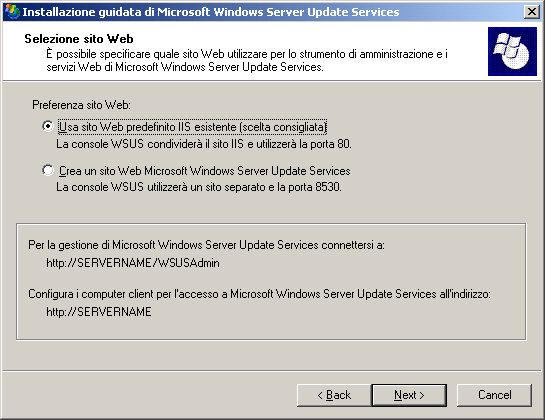 Installazione guidata di Microsoft Windows Server Update Services
Selezione sito Web
È possibile specificare quale sito Web utilizzare per lo strumento di amministrazione e i
servizi Web di Microsoft Windows Server Update Services.
Preferenza sito Web:
Usa sito Web predefinito IIS esistente (scelta consigliata)
La console WSUS condividerà il sito IIS e utilizzerà la porta 80.
Crea un sito Web Microsoft Windows Server Update Services
La console WSUS utilizzerà un sito separato e la porta 8530.
Per la gestione di Microsoft Windows Server Update Services connettersi a:
http://SERVERNAME/WSUSAdmin
Configura i computer client per l'accesso a Microsoft Windows Server Update Services all'indirizzo:
http://SERVERNAME
< Back Next > Cancel